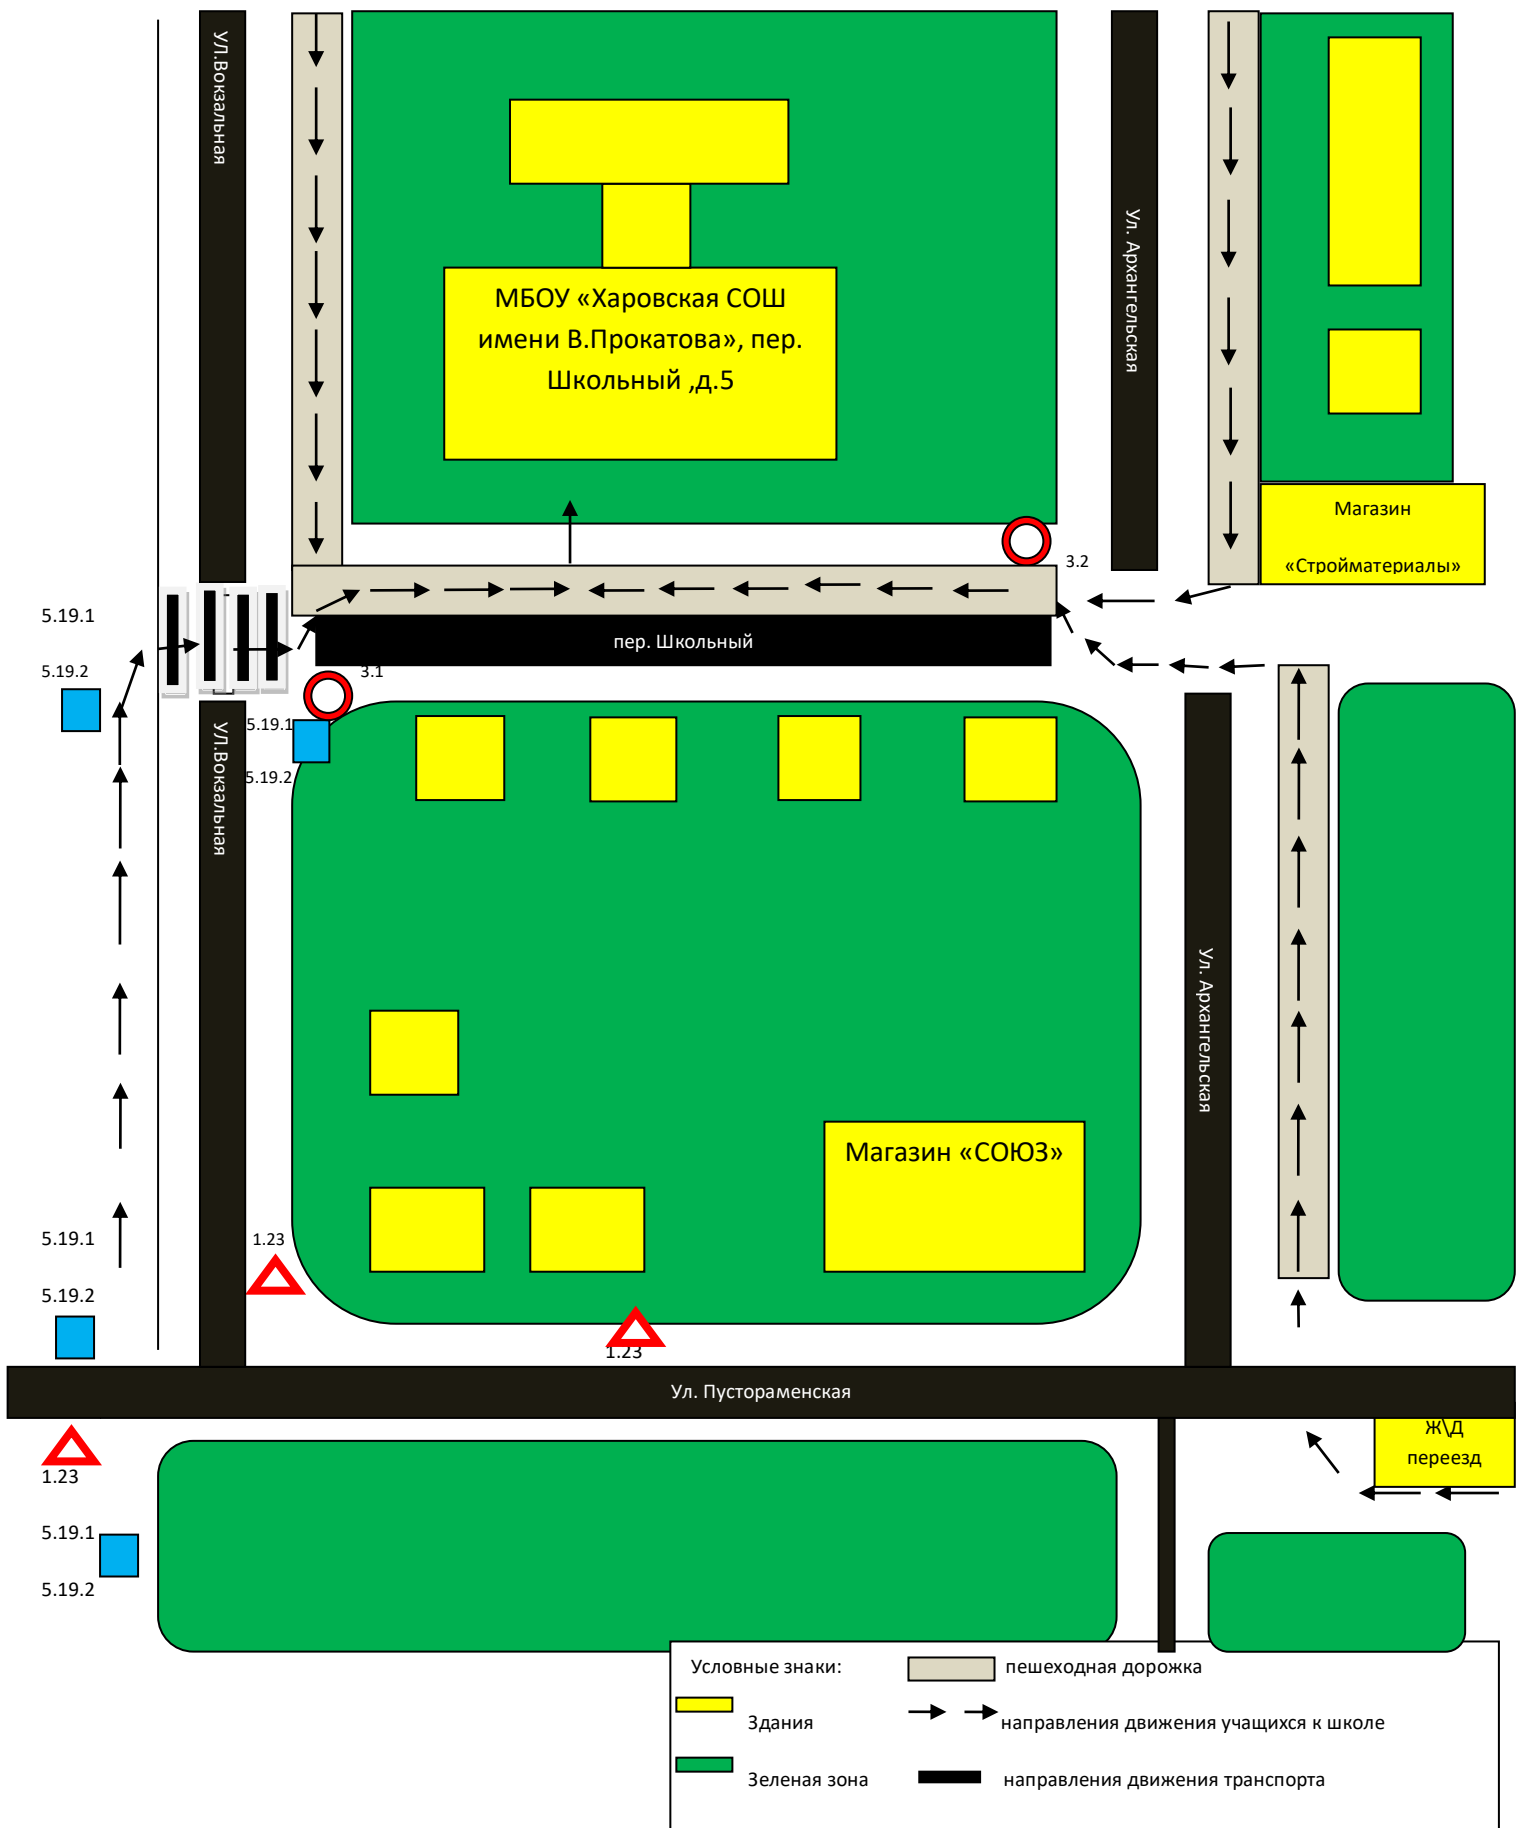 УЛ.Вокзальная
Ул. Архангельская
МБОУ «Харовская СОШ
имени В.Прокатова», пер.
Школьный ,д.5
Магазин
«Стройматериалы»
3.2
5.19.1
пер. Школьный
5.19.2
3.1
5.19.1
5.19.2
УЛ.Вокзальная
Ул. Архангельская
Магазин «СОЮЗ»
5.19.1
1.23
5.19.2
1.23
Ул. Пустораменская
Ж\Д
переезд
1.23
5.19.1
5.19.2
Условные знаки:
пешеходная дорожка
Здания
направления движения учащихся к школе
Зеленая зона
направления движения транспорта